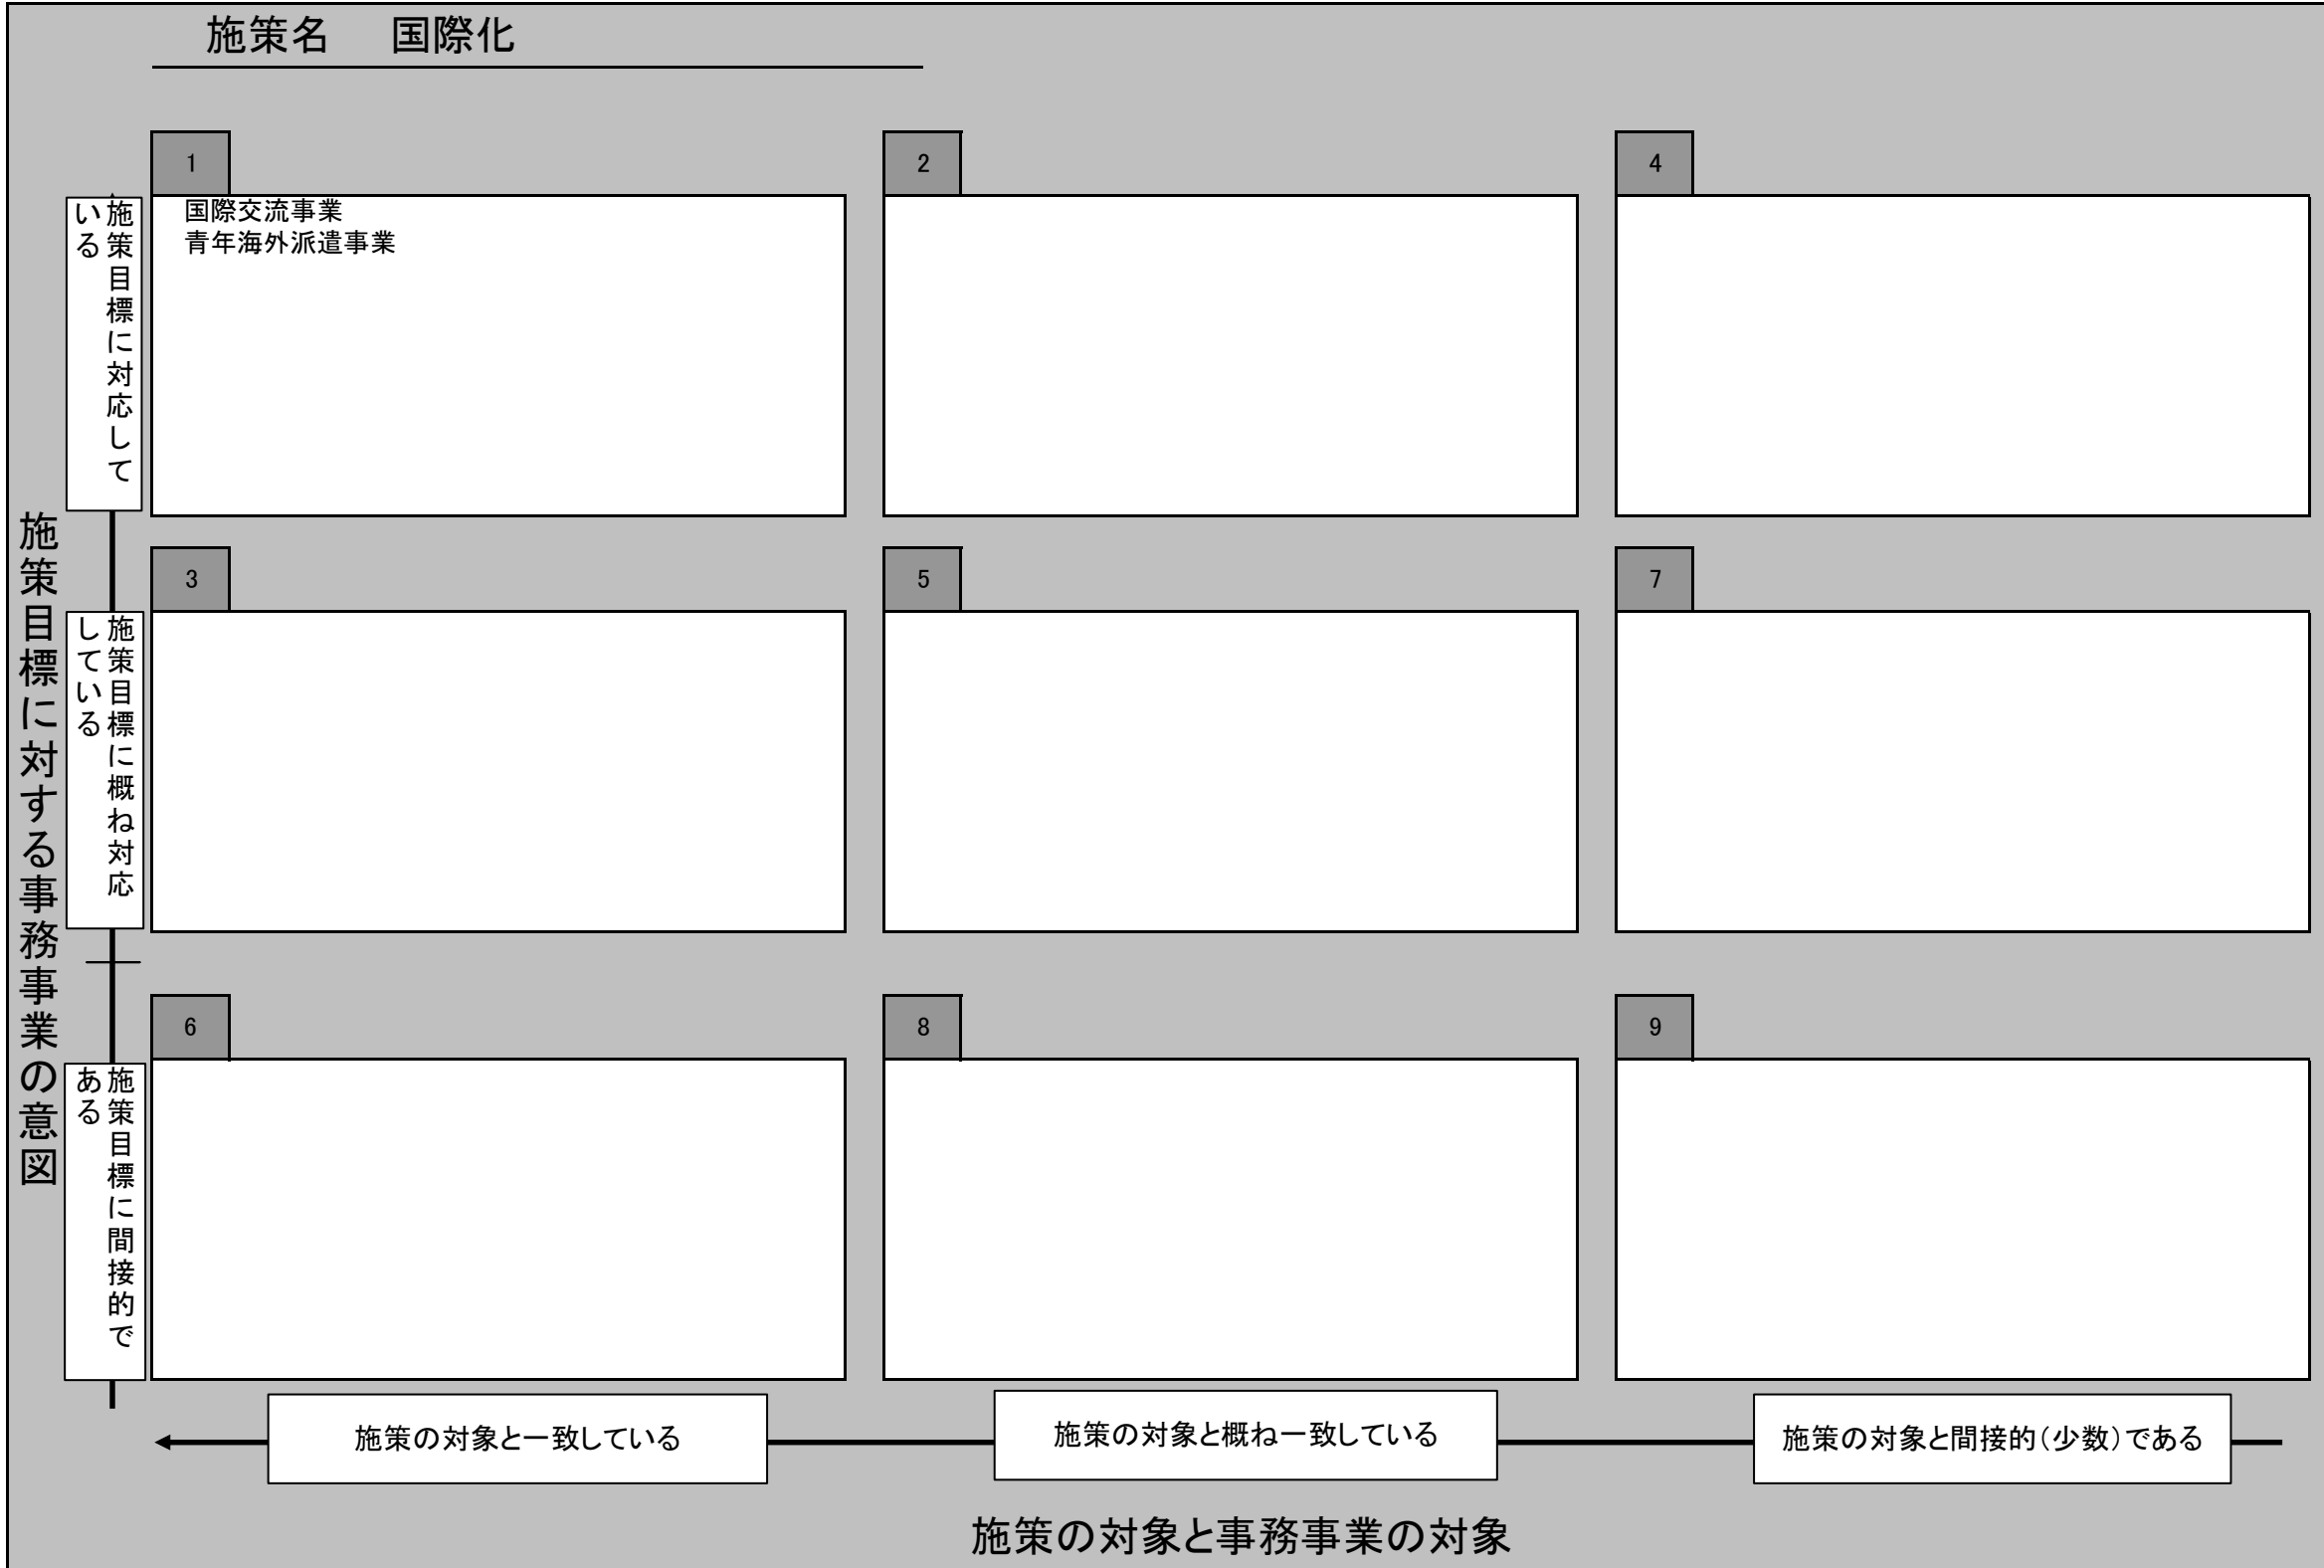 施策名　国際化
1
2
4
国際交流事業
青年海外派遣事業
施策目標に対応して
いる
3
5
7
施策目標に対する事務事業の意図
施策目標に概ね対応
している
6
8
9
施策目標に間接的で
ある
施策の対象と一致している
施策の対象と概ね一致している
施策の対象と間接的(少数)である
施策の対象と事務事業の対象